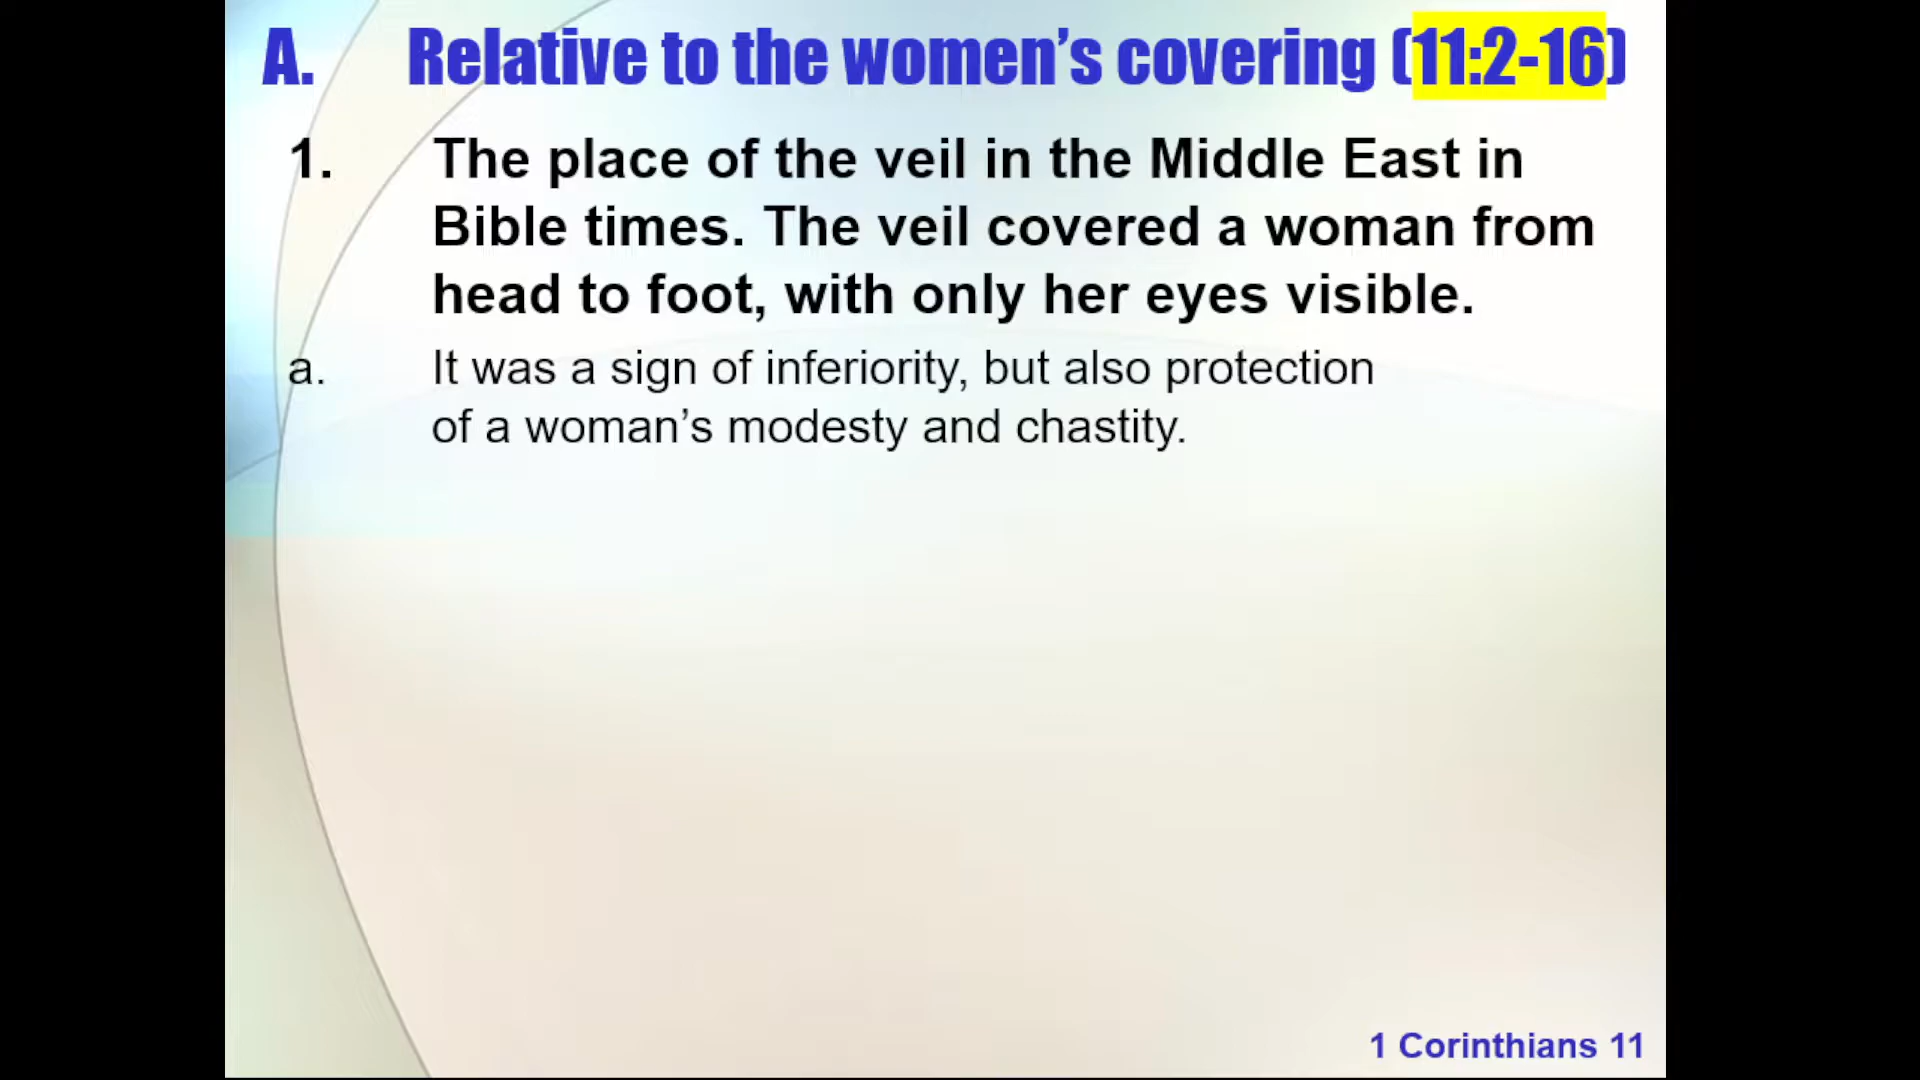 A. Relative to the women’s covering (11:2-16)
1. The place of the veil in the Middle East in
Bible times. The veil covered a woman from
head to foot, with only her eyes visible.
a. It was a sign of inferiority, but also protection
of a woman’s modesty and chastity.
1 Corinthians 11